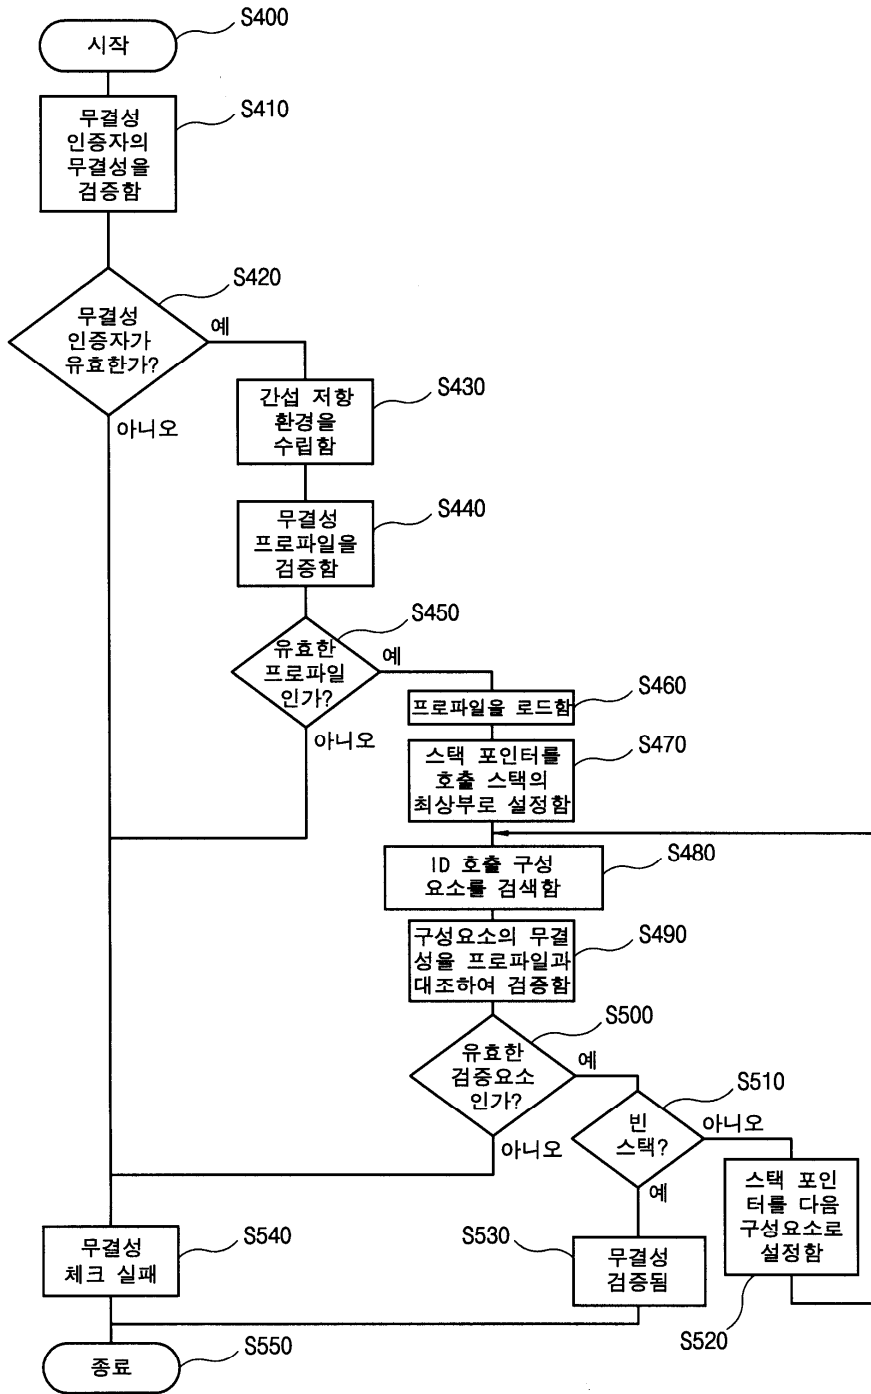 시작
S400
무결성
인증자의
무결성을
검증함
S410
무결성
인증자가
유효한가?
S420
예
아니오
간섭 저항
환경을
수립함
S430
무결성
프로파일을
검증함
S440
유효한
프로파일
인가?
S450
예
아니오
프로파일을 로드함
S460
스택 포인터를
호출 스택의
최상부로 설정함
S470
ID 호출 구성
요소를 검색함
S480
구성요소의 무결
성을 프로파일과
대조하여 검증함
S490
유효한
검증요소
인가?
S500
예
아니오
빈
스택?
S510
아니오
예
스택 포인
터를 다음
구성요소로
설정함
S520
무결성
검증됨
S530
무결성
체크 실패
S540
종료
S550